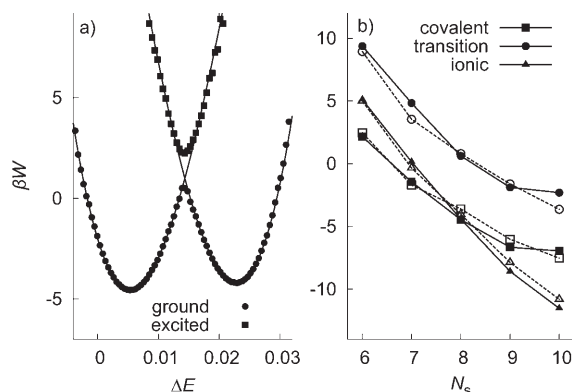 a)
βW
5
0
-5
0
0.01
0.02
0.03
ΔE
ground
excited
b)
covalent
transition
ionic
10
5
0
-5
-10
6
7
8
9
10
Ns